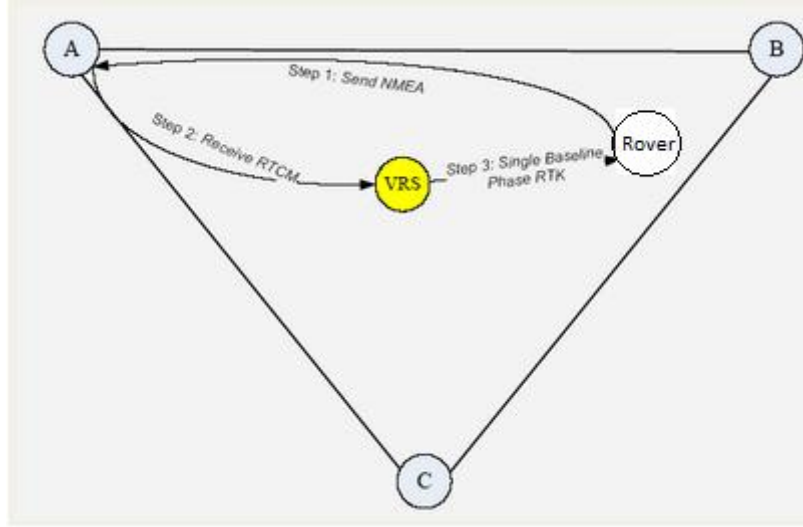 A
B
Step 1: Send NMEA
Step 2: Receive RTCM
VRS
Step 3: Single Baseline
Phase RTK
Rover
C